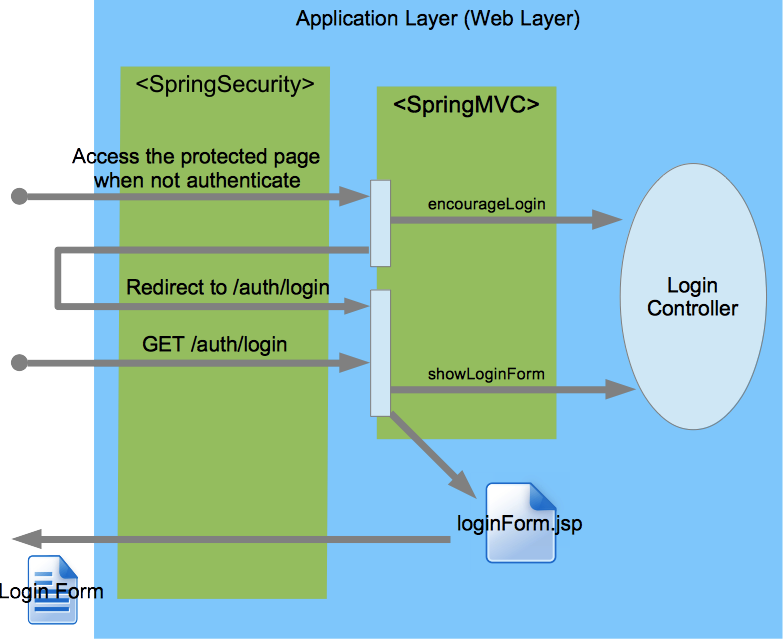 Application Layer (Web Layer)
<SpringSecurity>
<SpringMVC>
Access the protected page
when not authenticate
encourageLogin
Redirect to /auth/login
Login
Controller
GET /auth/login
showLoginForm
loginForm.jsp
Login Form